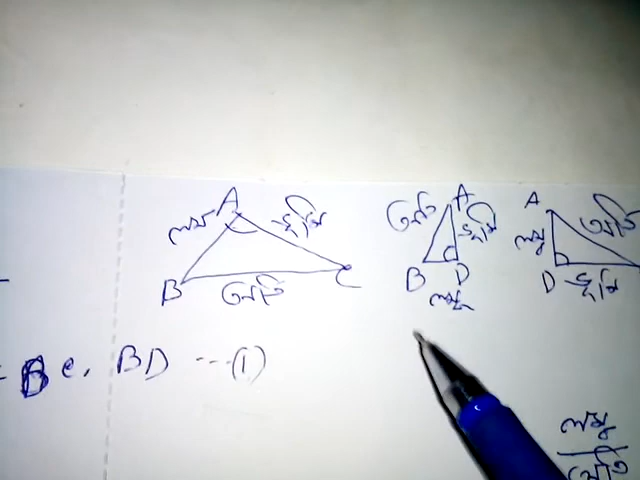 A A A
লম্ব ভূমি অতি ভূমি লম্ব অতি
B C B D D ভূমি
অতি লম্ব
BC. BD ---(1)
লম্ব
অতি